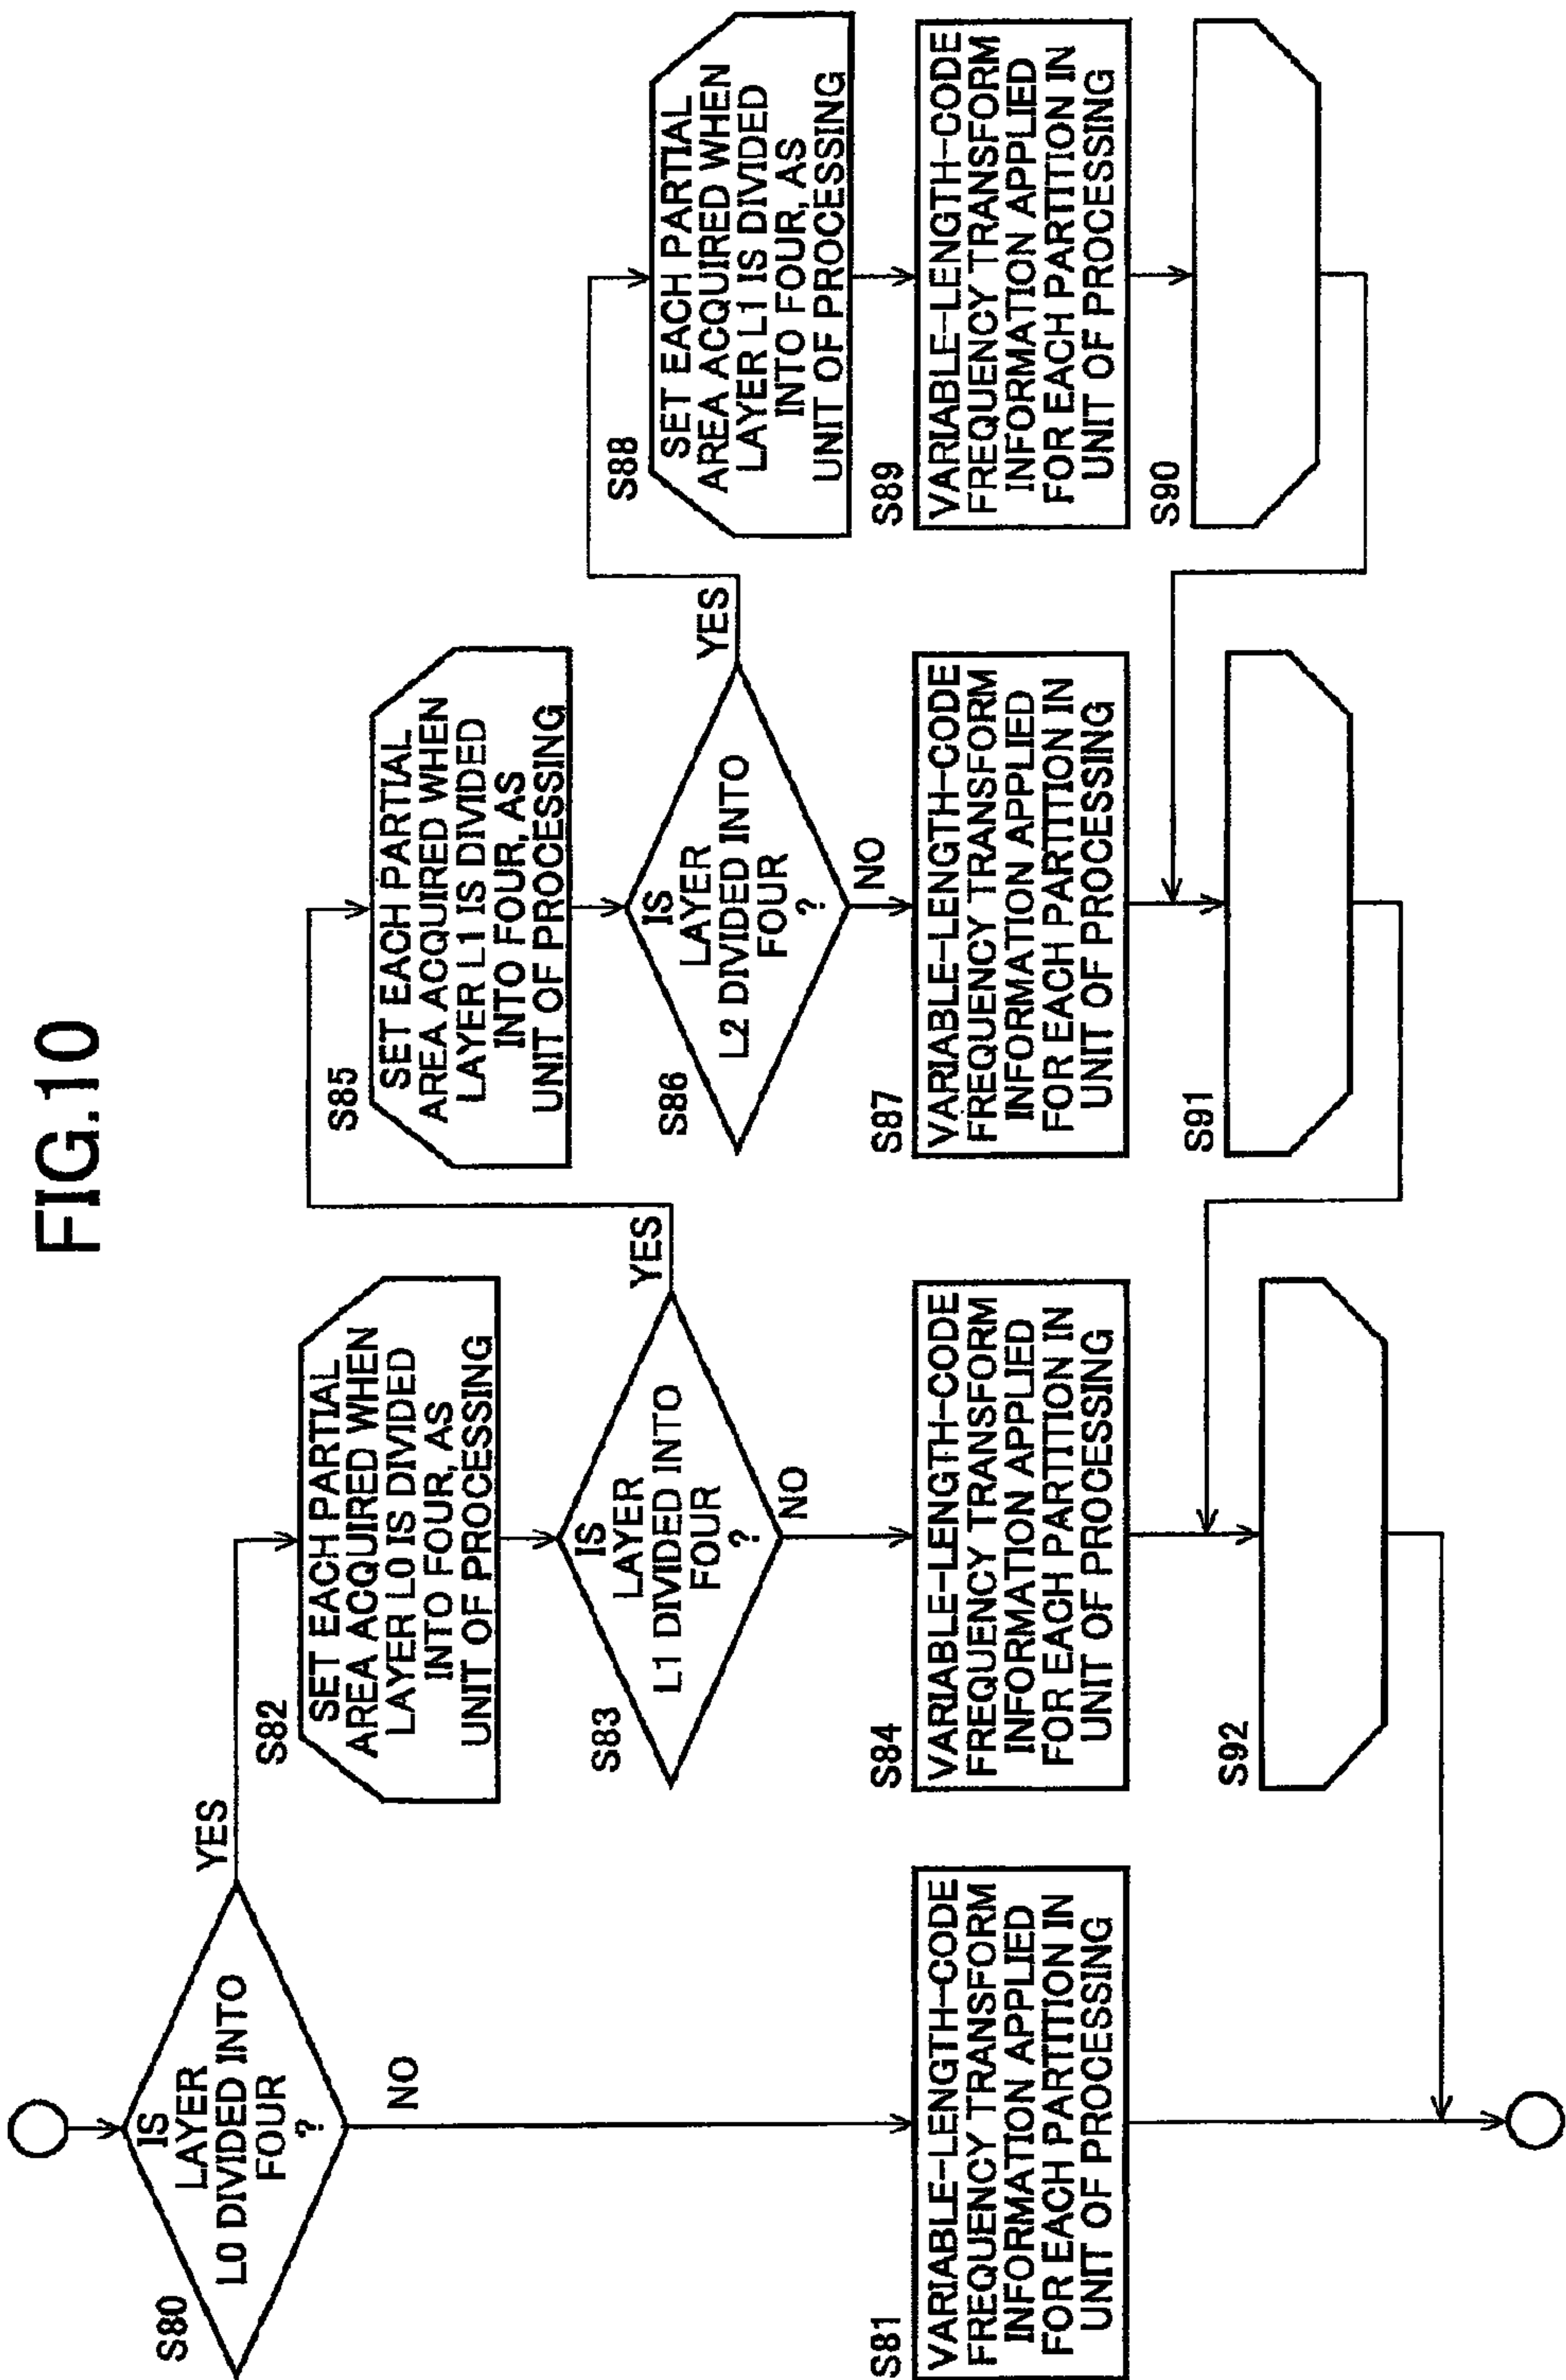 FIG.10
S80
IS
LAYER
L0 DIVIDED INTO
FOUR
?
YES
NO
S81
VARIABLE-LENGTH-CODE
FREQUENCY TRANSFORM
INFORMATION APPLIED
FOR EACH PARTITION IN
UNIT OF PROCESSING
S82
SET EACH PARTIAL
AREA ACQUIRED WHEN
LAYER L0 IS DIVIDED
INTO FOUR, AS
UNIT OF PROCESSING
S83
IS
LAYER
L1 DIVIDED INTO
FOUR
?
YES
NO
S84
VARIABLE-LENGTH-CODE
FREQUENCY TRANSFORM
INFORMATION APPLIED
FOR EACH PARTITION IN
UNIT OF PROCESSING
S92
S85
SET EACH PARTIAL
AREA ACQUIRED WHEN
LAYER L1 IS DIVIDED
INTO FOUR, AS
UNIT OF PROCESSING
S86
IS
LAYER
L2 DIVIDED INTO
FOUR
?
YES
NO
S87
VARIABLE-LENGTH-CODE
FREQUENCY TRANSFORM
INFORMATION APPLIED
FOR EACH PARTITION IN
UNIT OF PROCESSING
S91
S88
SET EACH PARTIAL
AREA ACQUIRED WHEN
LAYER L1 IS DIVIDED
INTO FOUR, AS
UNIT OF PROCESSING
S89
VARIABLE-LENGTH-CODE
FREQUENCY TRANSFORM
INFORMATION APPLIED
FOR EACH PARTITION IN
UNIT OF PROCESSING
S90